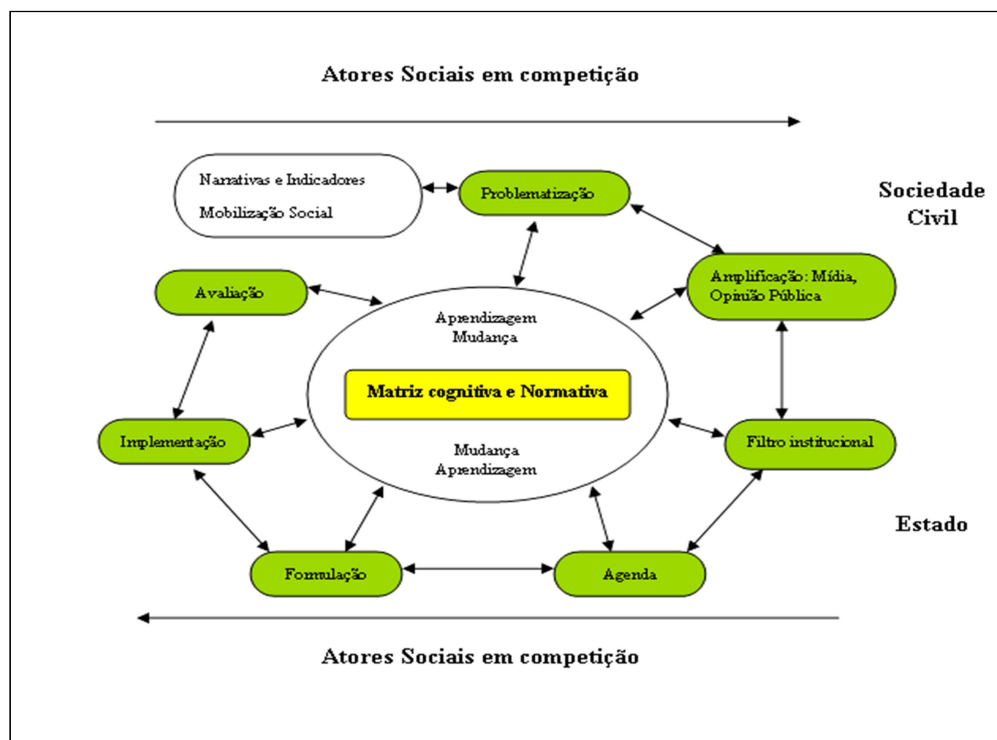 Atores Sociais em competição
Narrativas e Indicadores
Mobilização Social
Problematização
Sociedade
Civil
Amplificação: Mídia,
Opinião Pública
Avaliação
Aprendizagem
Mudança
Matriz cognitiva e Normativa
Implementação
Filtro institucional
Mudança
Aprendizagem
Estado
Formulação
Agenda
Atores Sociais em competição